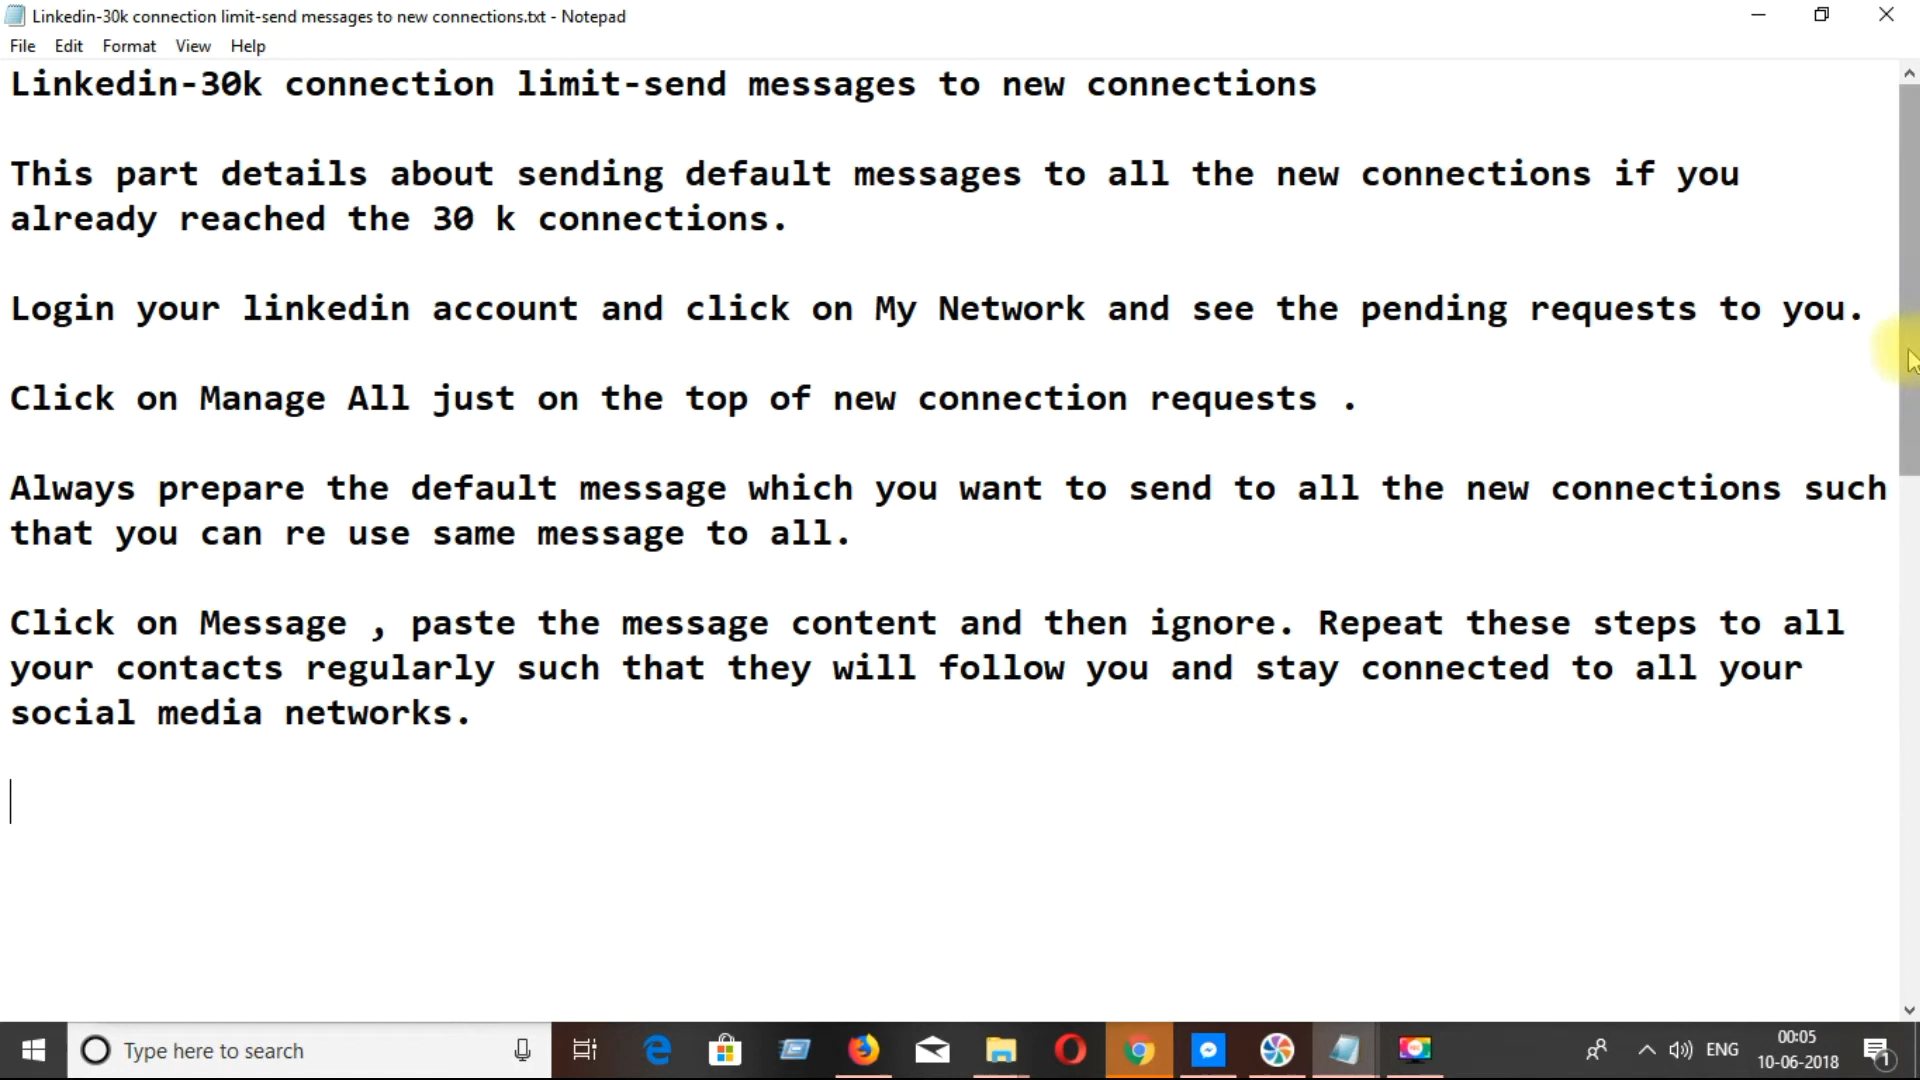 Linkedin-30k connection limit-send messages to new connections.txt - Notepad
File Edit Format View Help
Linkedin-30k connection limit-send messages to new connections
This part details about sending default messages to all the new connections if you
already reached the 30 k connections.
Login your linkedin account and click on My Network and see the pending requests to you.
Click on Manage All just on the top of new connection requests .
Always prepare the default message which you want to send to all the new connections such
that you can re use same message to all.
Click on Message , paste the message content and then ignore. Repeat these steps to all
your contacts regularly such that they will follow you and stay connected to all your
social media networks.
Type here to search
ENG
00:05
10-06-2018
1